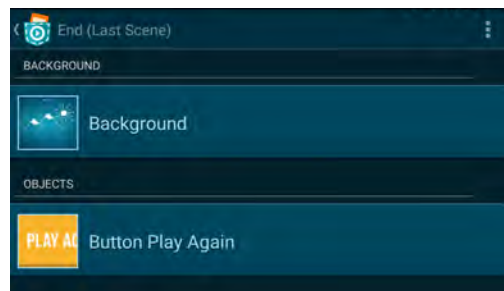 End (Last Scene)
BACKGROUND
Background
OBJECTS
PLAY AG
Button Play Again